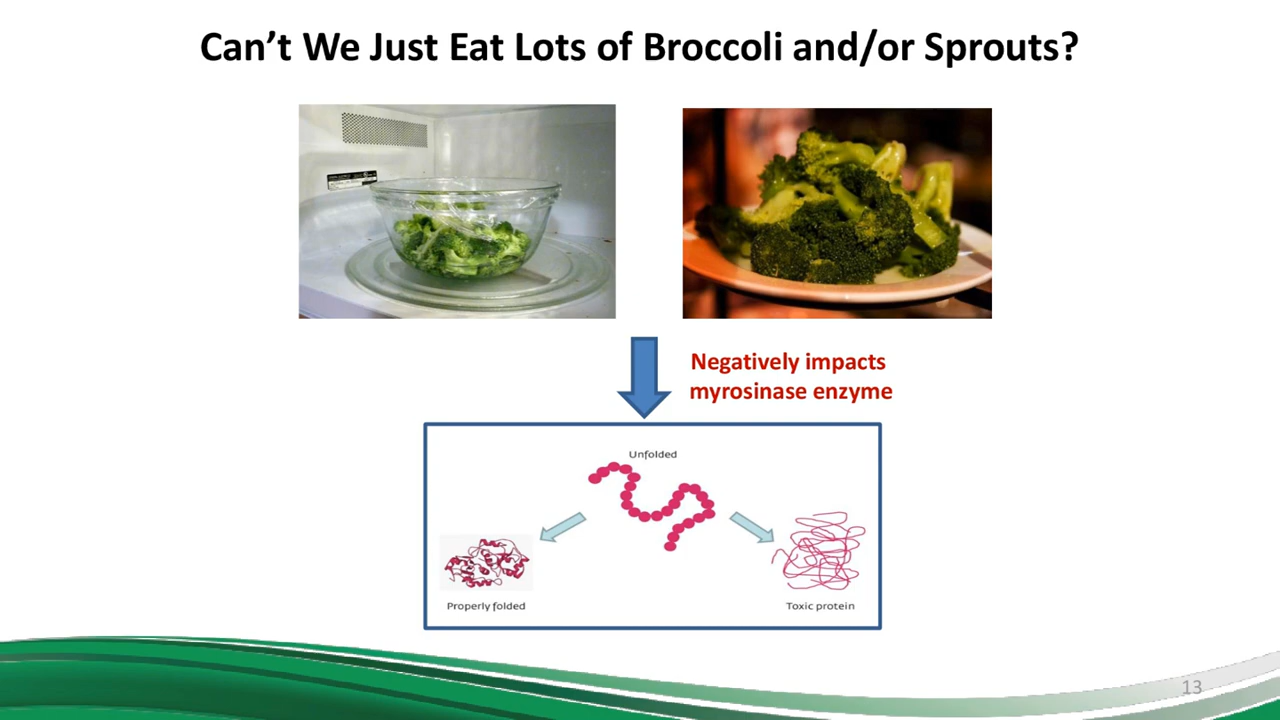 Can’t We Just Eat Lots of Broccoli and/or Sprouts?
Negatively impacts
myrosinase enzyme
Unfolded
Properly folded
Toxic protein
13